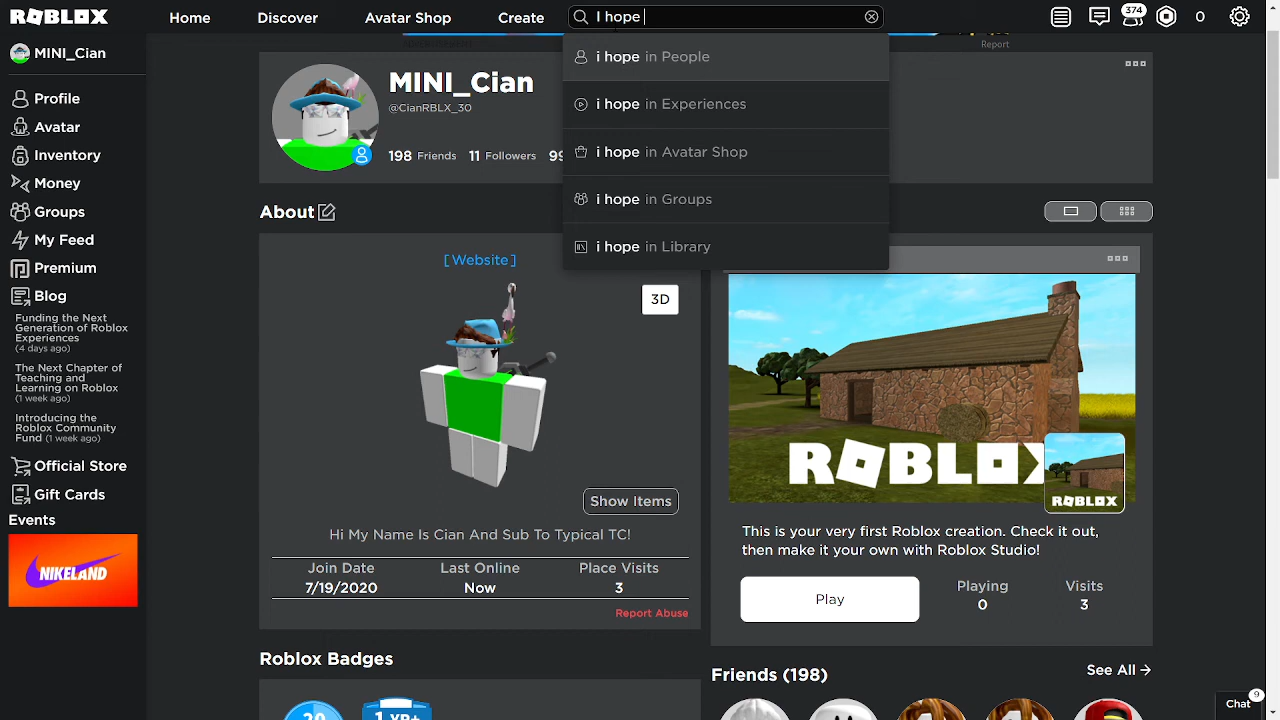 ROBLOX
Home
Discover
Avatar Shop
Create
I hope
374
0
MINI_Cian
Profile
Avatar
Inventory
Money
Groups
My Feed
Premium
Blog
Funding the Next
Generation of Roblox
Experiences
(4 days ago)
The Next Chapter of
Teaching and
Learning on Roblox
(1 week ago)
Introducing the
Roblox Community
Fund (1 week ago)
Official Store
Gift Cards
Events
NIKELAND
i hope in People
i hope in Experiences
i hope in Avatar Shop
i hope in Groups
i hope in Library
Report
MINI_Cian
@CianRBLX_30
198 Friends
11 Followers
About
[ Website ]
3D
Show Items
Hi My Name Is Cian And Sub To Typical TC!
Join Date
7/19/2020
Last Online
Now
Place Visits
3
Report Abuse
ROBLOX
ROBLOX
This is your very first Roblox creation. Check it out,
then make it your own with Roblox Studio!
Play
Playing
0
Visits
3
Roblox Badges
Friends (198)
See All
1 YR+
Chat
9